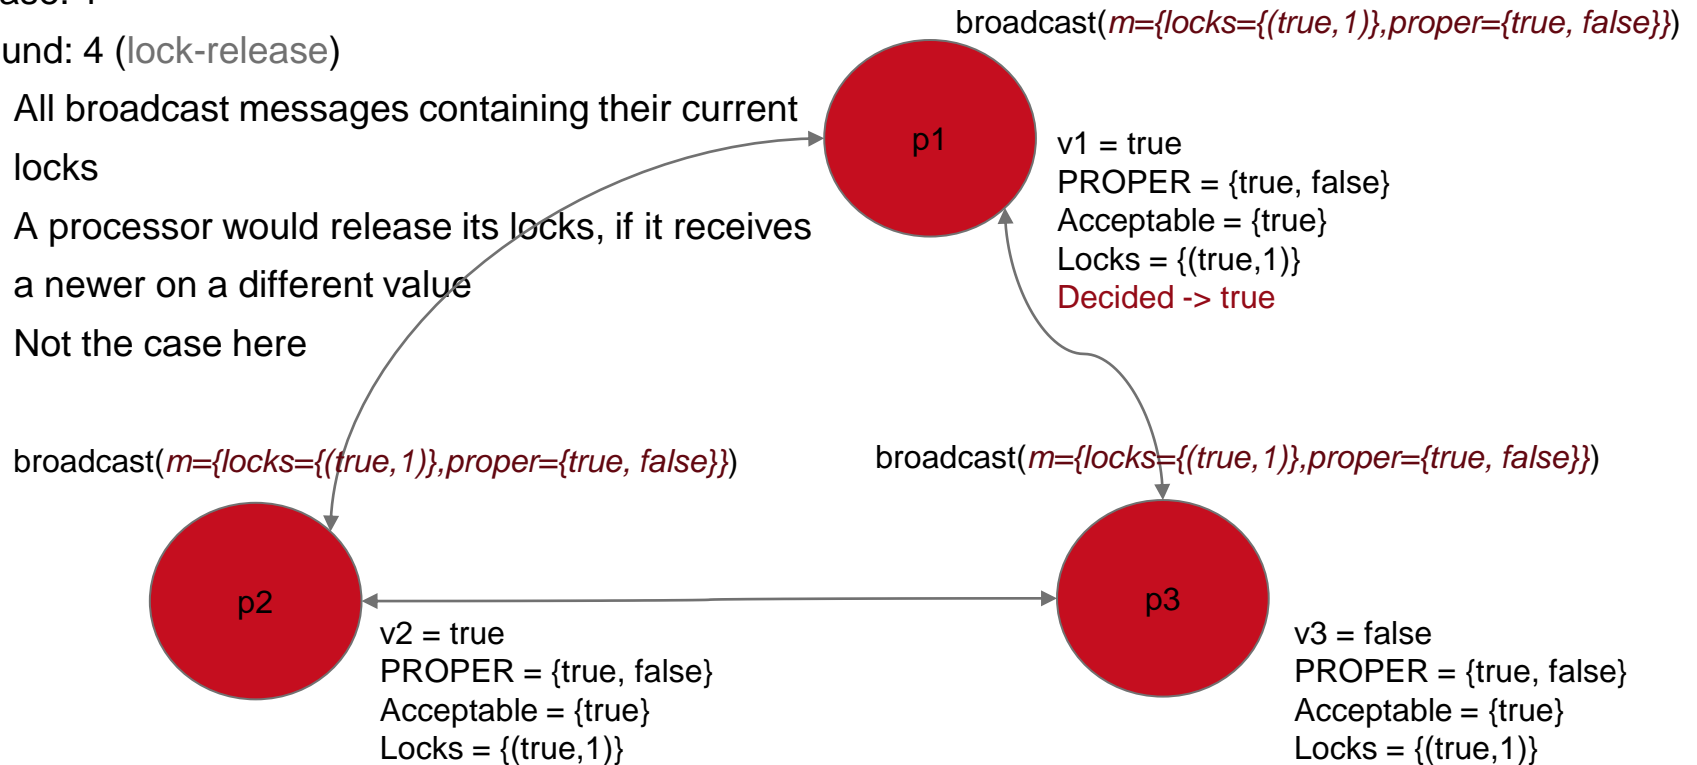 und: 4 (lock-release)
All broadcast messages containing their current
locks
A processor would release its locks, if it receives
a newer on a different value
Not the case here
broadcast(m={locks={(true,1)},proper={true, false}})
p1
v1 = true
PROPER = {true, false}
Acceptable = {true}
Locks = {(true,1)}
Decided -> true
broadcast(m={locks={(true,1)},proper={true, false}})
p2
v2 = true
PROPER = {true, false}
Acceptable = {true}
Locks = {(true,1)}
broadcast(m={locks={(true,1)},proper={true, false}})
p3
v3 = false
PROPER = {true, false}
Acceptable = {true}
Locks = {(true,1)}